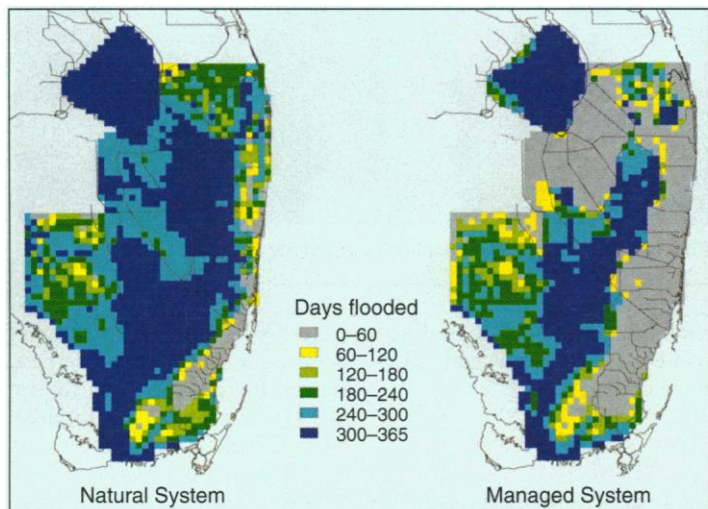 Days flooded
0–60
60–120
120–180
180–240
240–300
300–365
Natural System
Managed System